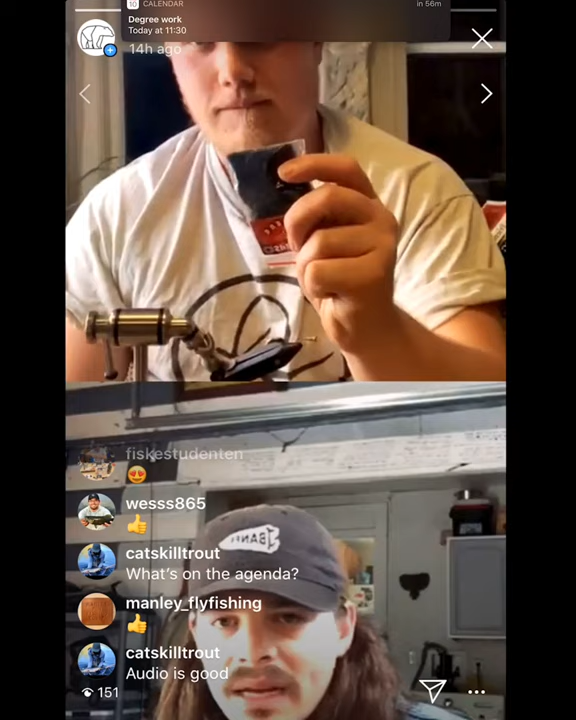 10 CALENDAR in 56m
Degree work
Today at 11:30
14h ago
fiskestudenten
😍
wesss865
👍
catskilltrout
What's on the agenda?
manley_flyfishing
👍
catskilltrout
Audio is good
151